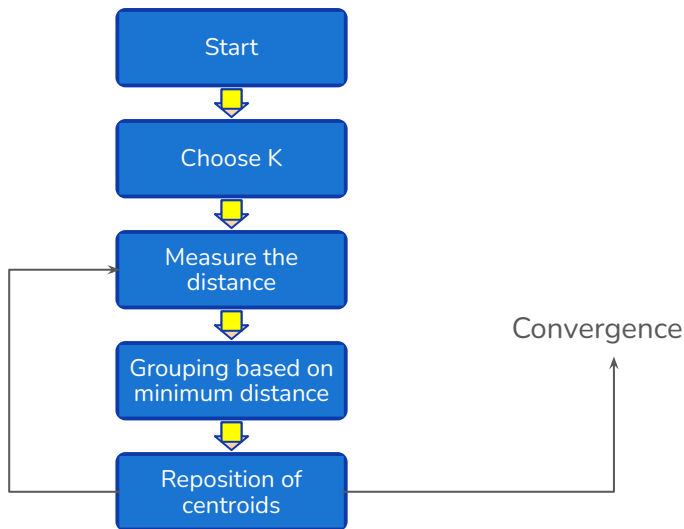 Start
Choose K
Measure the
distance
Grouping based on
minimum distance
Convergence
Reposition of
centroids